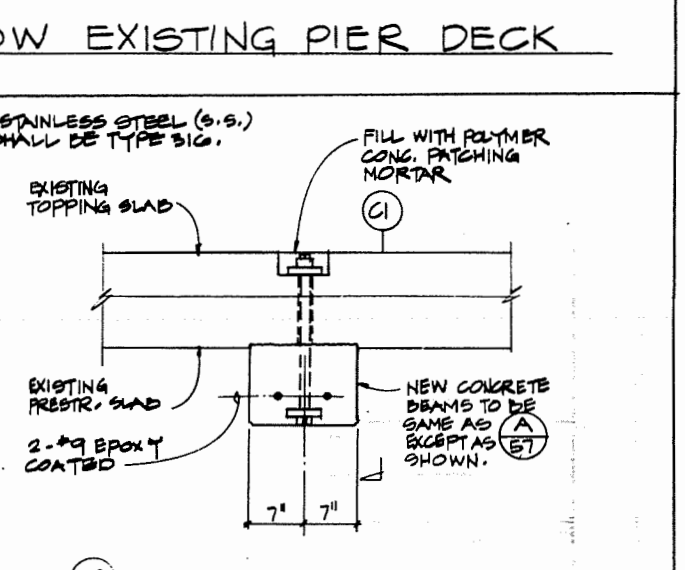 OW EXISTING PIER DECK
STAINLESS STEEL (S.S.)
SHALL BE TYPE 316.
FILL WITH POLYMER
CONC. PATCHING
MORTAR
EXISTING
TOPPING SLAB
C1
EXISTING
PRESTR. SLAB
2-#9 EPOXY
COATED
NEW CONCRETE
BEAMS TO BE
SAME AS A
EXCEPT AS 57
SHOWN.
7" 7"